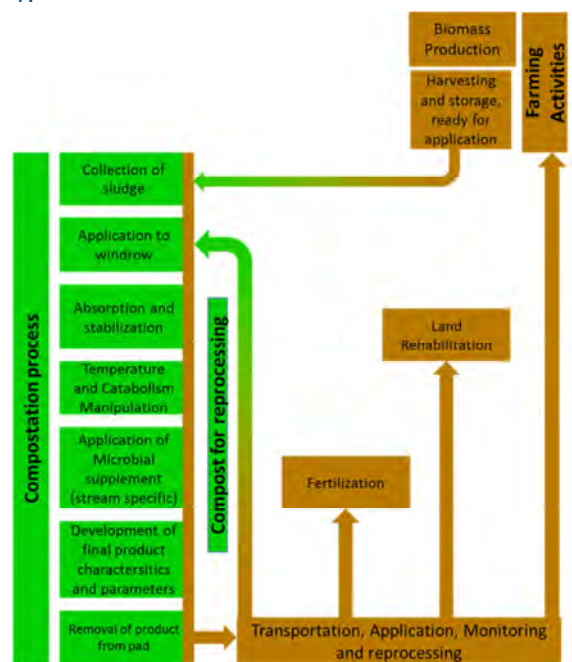 Biomass
Production
Harvesting
and storage,
ready for
application
Farming
Activities
Compostation process
Collection of
sludge
Application to
windrow
Absorption and
stabilization
Temperature
and Catabolism
Manipulation
Application of
Microbial
supplement
(stream specific)
Development of
final product
charactersitics
and parameters
Removal of product
from pad
Compost for reprocessing
Land
Rehabilitation
Fertilization
Transportation, Application, Monitoring
and reprocessing